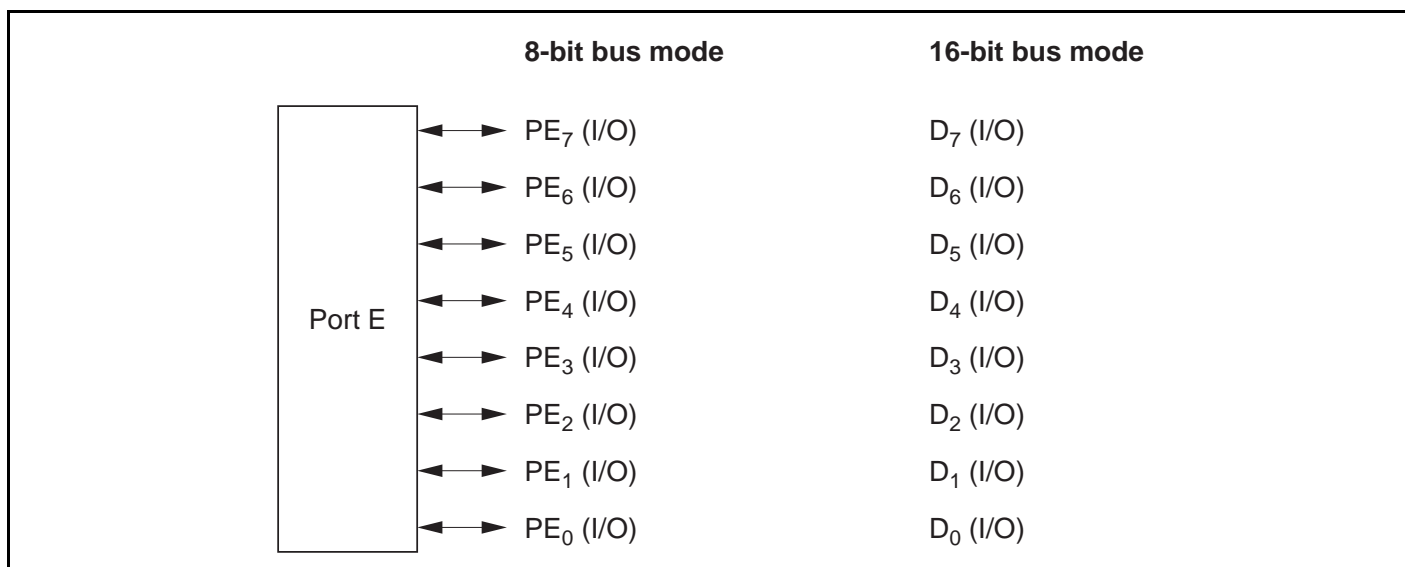 8-bit bus mode 16-bit bus mode
PE₇ (I/O) D₇ (I/O)
PE₆ (I/O) D₆ (I/O)
PE₅ (I/O) D₅ (I/O)
PE₄ (I/O) D₄ (I/O)
Port E
PE₃ (I/O) D₃ (I/O)
PE₂ (I/O) D₂ (I/O)
PE₁ (I/O) D₁ (I/O)
PE₀ (I/O) D₀ (I/O)